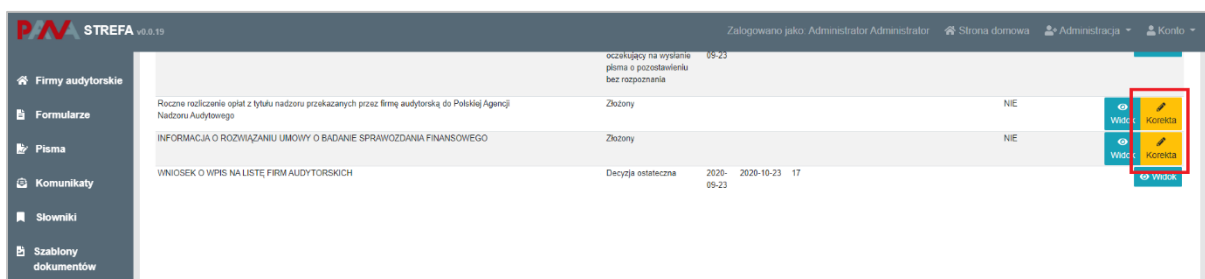 PANA STREFA v0.0.19 Zalogowano jako: Administrator Administrator Strona domowa Administracja Konto
Firmy audytorskie
Formularze
Pisma
Komunikaty
Słowniki
Szablony
dokumentów
oczekujący na wysłanie 09-23
pisma o pozostawieniu
bez rozpoznania
Roczne rozliczenie opłat z tytułu nadzoru przekazanych przez firmę audytorską do Polskiej Agencji Złożony NIE
Nadzoru Audytowego
Widok Korekta
INFORMACJA O ROZWIĄZANIU UMOWY O BADANIE SPRAWOZDANIA FINANSOWEGO Złożony NIE
Widok Korekta
WNIOSEK O WPIS NA LISTĘ FIRM AUDYTORSKICH Decyzja ostateczna 2020- 2020-10-23 17 Widok
09-23